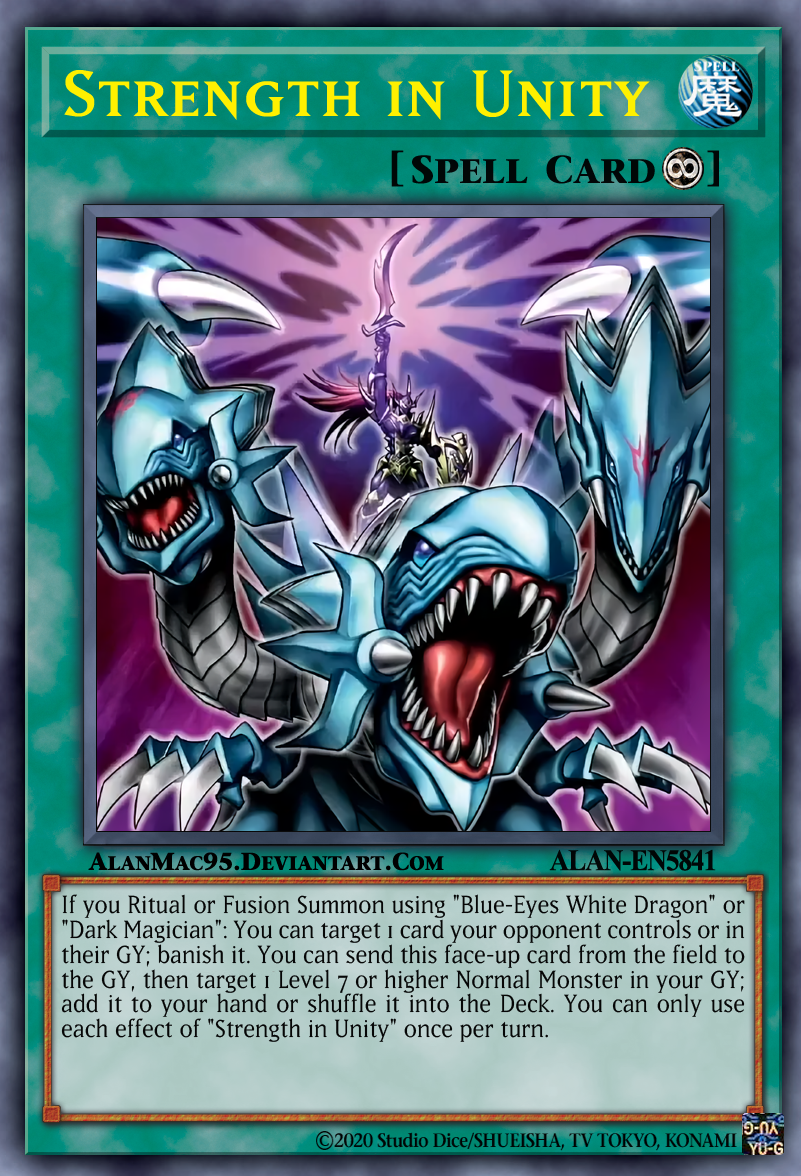 Strength in Unity
SPELL
魔
[Spell Card]
AlanMac95.Deviantart.Com
ALAN-EN5841
If you Ritual or Fusion Summon using "Blue-Eyes White Dragon" or
"Dark Magician": You can target 1 card your opponent controls or in
their GY; banish it. You can send this face-up card from the field to
the GY, then target 1 Level 7 or higher Normal Monster in your GY;
add it to your hand or shuffle it into the Deck. You can only use
each effect of "Strength in Unity" once per turn.
©2020 Studio Dice/SHUEISHA, TV TOKYO, KONAMI
YU-G
YU-G